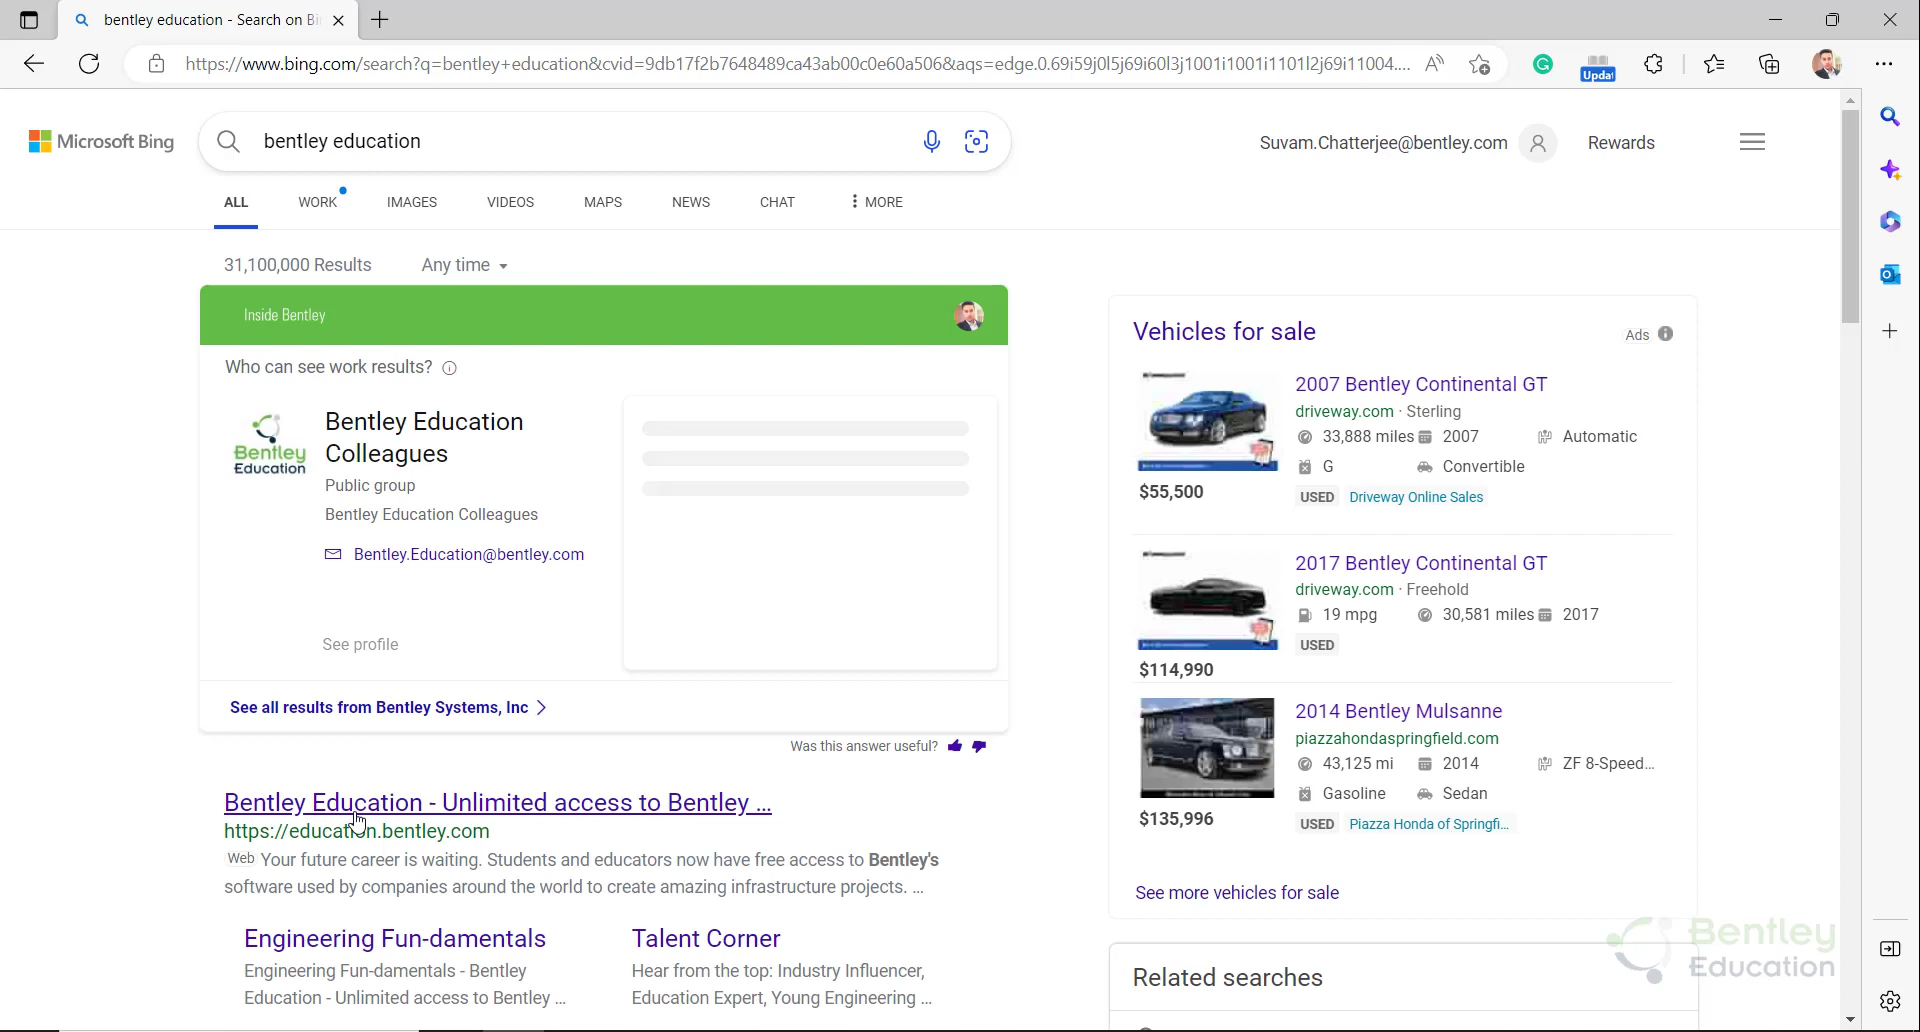 bentley education - Search on Bi
https://www.bing.com/search?q=bentley+education&cvid=9db17f2b7648489ca43ab00c0e60a506&aqs=edge.0.69i59j0l5j69i60l3j1001i1001i1101l2j69i11004....
Updat
Microsoft Bing
bentley education
Suvam.Chatterjee@bentley.com
Rewards
ALL WORK IMAGES VIDEOS MAPS NEWS CHAT MORE
31,100,000 Results Any time
Inside Bentley
Who can see work results?
Bentley
Education
Bentley Education
Colleagues
Public group
Bentley Education Colleagues
Bentley.Education@bentley.com
See profile
See all results from Bentley Systems, Inc
Was this answer useful?
Bentley Education - Unlimited access to Bentley ...
https://education.bentley.com
Web Your future career is waiting. Students and educators now have free access to Bentley's
software used by companies around the world to create amazing infrastructure projects. ...
Engineering Fun-damentals
Engineering Fun-damentals - Bentley
Education - Unlimited access to Bentley ...
Talent Corner
Hear from the top: Industry Influencer,
Education Expert, Young Engineering ...
Vehicles for sale
Ads
2007 Bentley Continental GT
driveway.com · Sterling
33,888 miles 2007 Automatic
G Convertible
$55,500
USED Driveway Online Sales
2017 Bentley Continental GT
driveway.com · Freehold
19 mpg 30,581 miles 2017
USED
$114,990
2014 Bentley Mulsanne
piazzahondaspringfield.com
43,125 mi 2014 ZF 8-Speed...
Gasoline Sedan
$135,996
USED Piazza Honda of Springfi...
See more vehicles for sale
Related searches
Bentley
Education